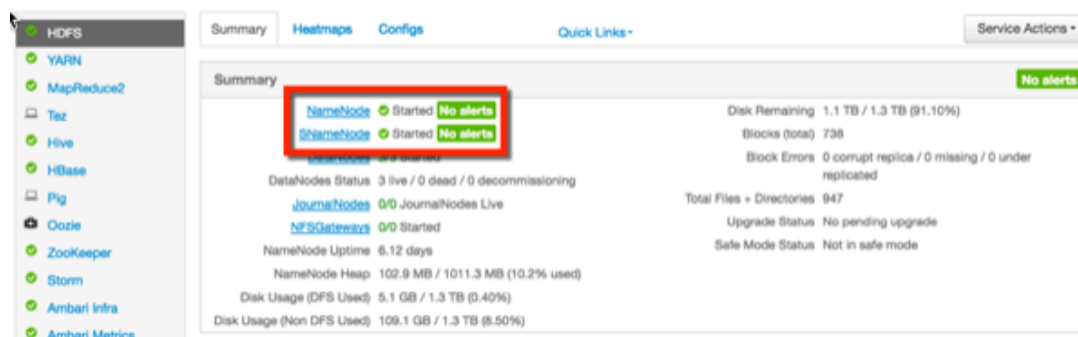 HDFS
YARN
MapReduce2
Tez
Hive
HBase
Pig
Oozie
ZooKeeper
Storm
Ambari Infra
Ambari Metrics
Summary Heatmaps Configs Quick Links Service Actions
Summary No alerts
NameNode Started No alerts
SNameNode Started No alerts
DataNodes 3/3 Started
DataNodes Status 3 live / 0 dead / 0 decommissioning
JournalNodes 0/0 JournalNodes Live
NFSGateways 0/0 Started
NameNode Uptime 6.12 days
NameNode Heap 102.9 MB / 1011.3 MB (10.2% used)
Disk Usage (DFS Used) 5.1 GB / 1.3 TB (0.40%)
Disk Usage (Non DFS Used) 109.1 GB / 1.3 TB (8.50%)
Disk Remaining 1.1 TB / 1.3 TB (91.10%)
Blocks (total) 738
Block Errors 0 corrupt replica / 0 missing / 0 under
replicated
Total Files + Directories 947
Upgrade Status No pending upgrade
Safe Mode Status Not in safe mode